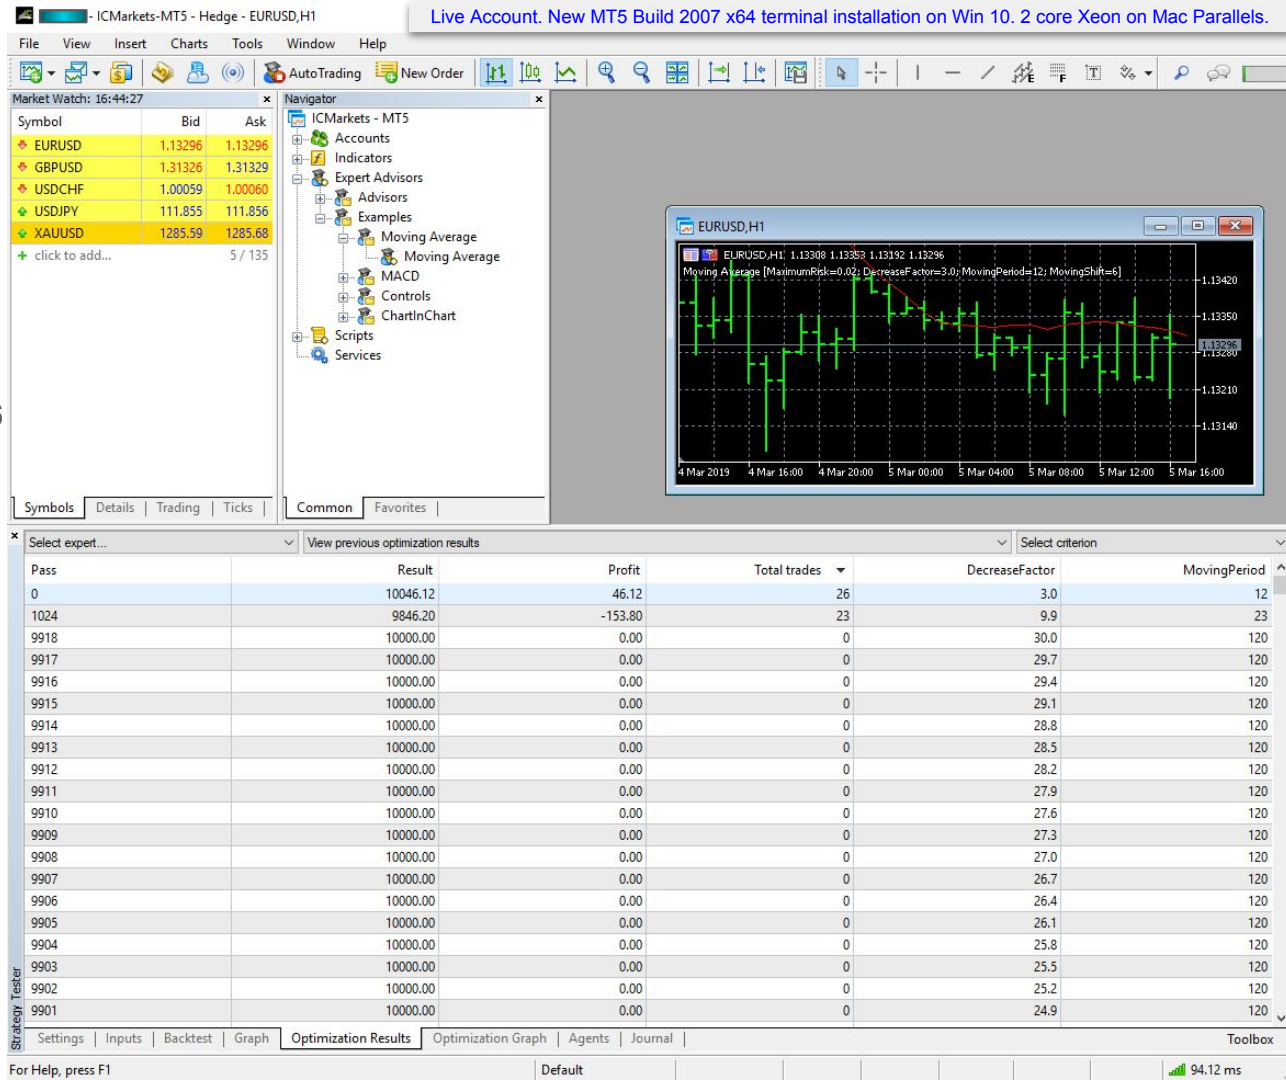 - ICMarkets-MT5 - Hedge - EURUSD,H1
Live Account. New MT5 Build 2007 x64 terminal installation on Win 10. 2 core Xeon on Mac Parallels.
File View Insert Charts Tools Window Help
AutoTrading New Order
Market Watch: 16:44:27
Symbol Bid Ask
EURUSD 1.13296 1.13296
GBPUSD 1.31326 1.31329
USDCHF 1.00059 1.00060
USDJPY 111.855 111.856
XAUUSD 1285.59 1285.68
click to add... 5 / 135
Symbols Details Trading Ticks
Navigator
ICMarkets - MT5
Accounts
Indicators
Expert Advisors
Advisors
Examples
Moving Average
Moving Average
MACD
Controls
ChartInChart
Scripts
Services
Common Favorites
EURUSD,H1
EURUSD,H1 1.13308 1.13353 1.13192 1.13296
Moving Average [MaximumRisk=0.02; DecreaseFactor=3.0; MovingPeriod=12; MovingShift=6]
1.13420
1.13350
1.13296
1.13280
1.13210
1.13140
4 Mar 2019 4 Mar 16:00 4 Mar 20:00 5 Mar 00:00 5 Mar 04:00 5 Mar 08:00 5 Mar 12:00 5 Mar 16:00
Select expert... View previous optimization results Select criterion
Pass Result Profit Total trades DecreaseFactor MovingPeriod
0 10046.12 46.12 26 3.0 12
1024 9846.20 -153.80 23 9.9 23
9918 10000.00 0.00 0 30.0 120
9917 10000.00 0.00 0 29.7 120
9916 10000.00 0.00 0 29.4 120
9915 10000.00 0.00 0 29.1 120
9914 10000.00 0.00 0 28.8 120
9913 10000.00 0.00 0 28.5 120
9912 10000.00 0.00 0 28.2 120
9911 10000.00 0.00 0 27.9 120
9910 10000.00 0.00 0 27.6 120
9909 10000.00 0.00 0 27.3 120
9908 10000.00 0.00 0 27.0 120
9907 10000.00 0.00 0 26.7 120
9906 10000.00 0.00 0 26.4 120
9905 10000.00 0.00 0 26.1 120
9904 10000.00 0.00 0 25.8 120
9903 10000.00 0.00 0 25.5 120
9902 10000.00 0.00 0 25.2 120
9901 10000.00 0.00 0 24.9 120
Strategy Tester
Settings Inputs Backtest Graph Optimization Results Optimization Graph Agents Journal Toolbox
For Help, press F1 Default 94.12 ms